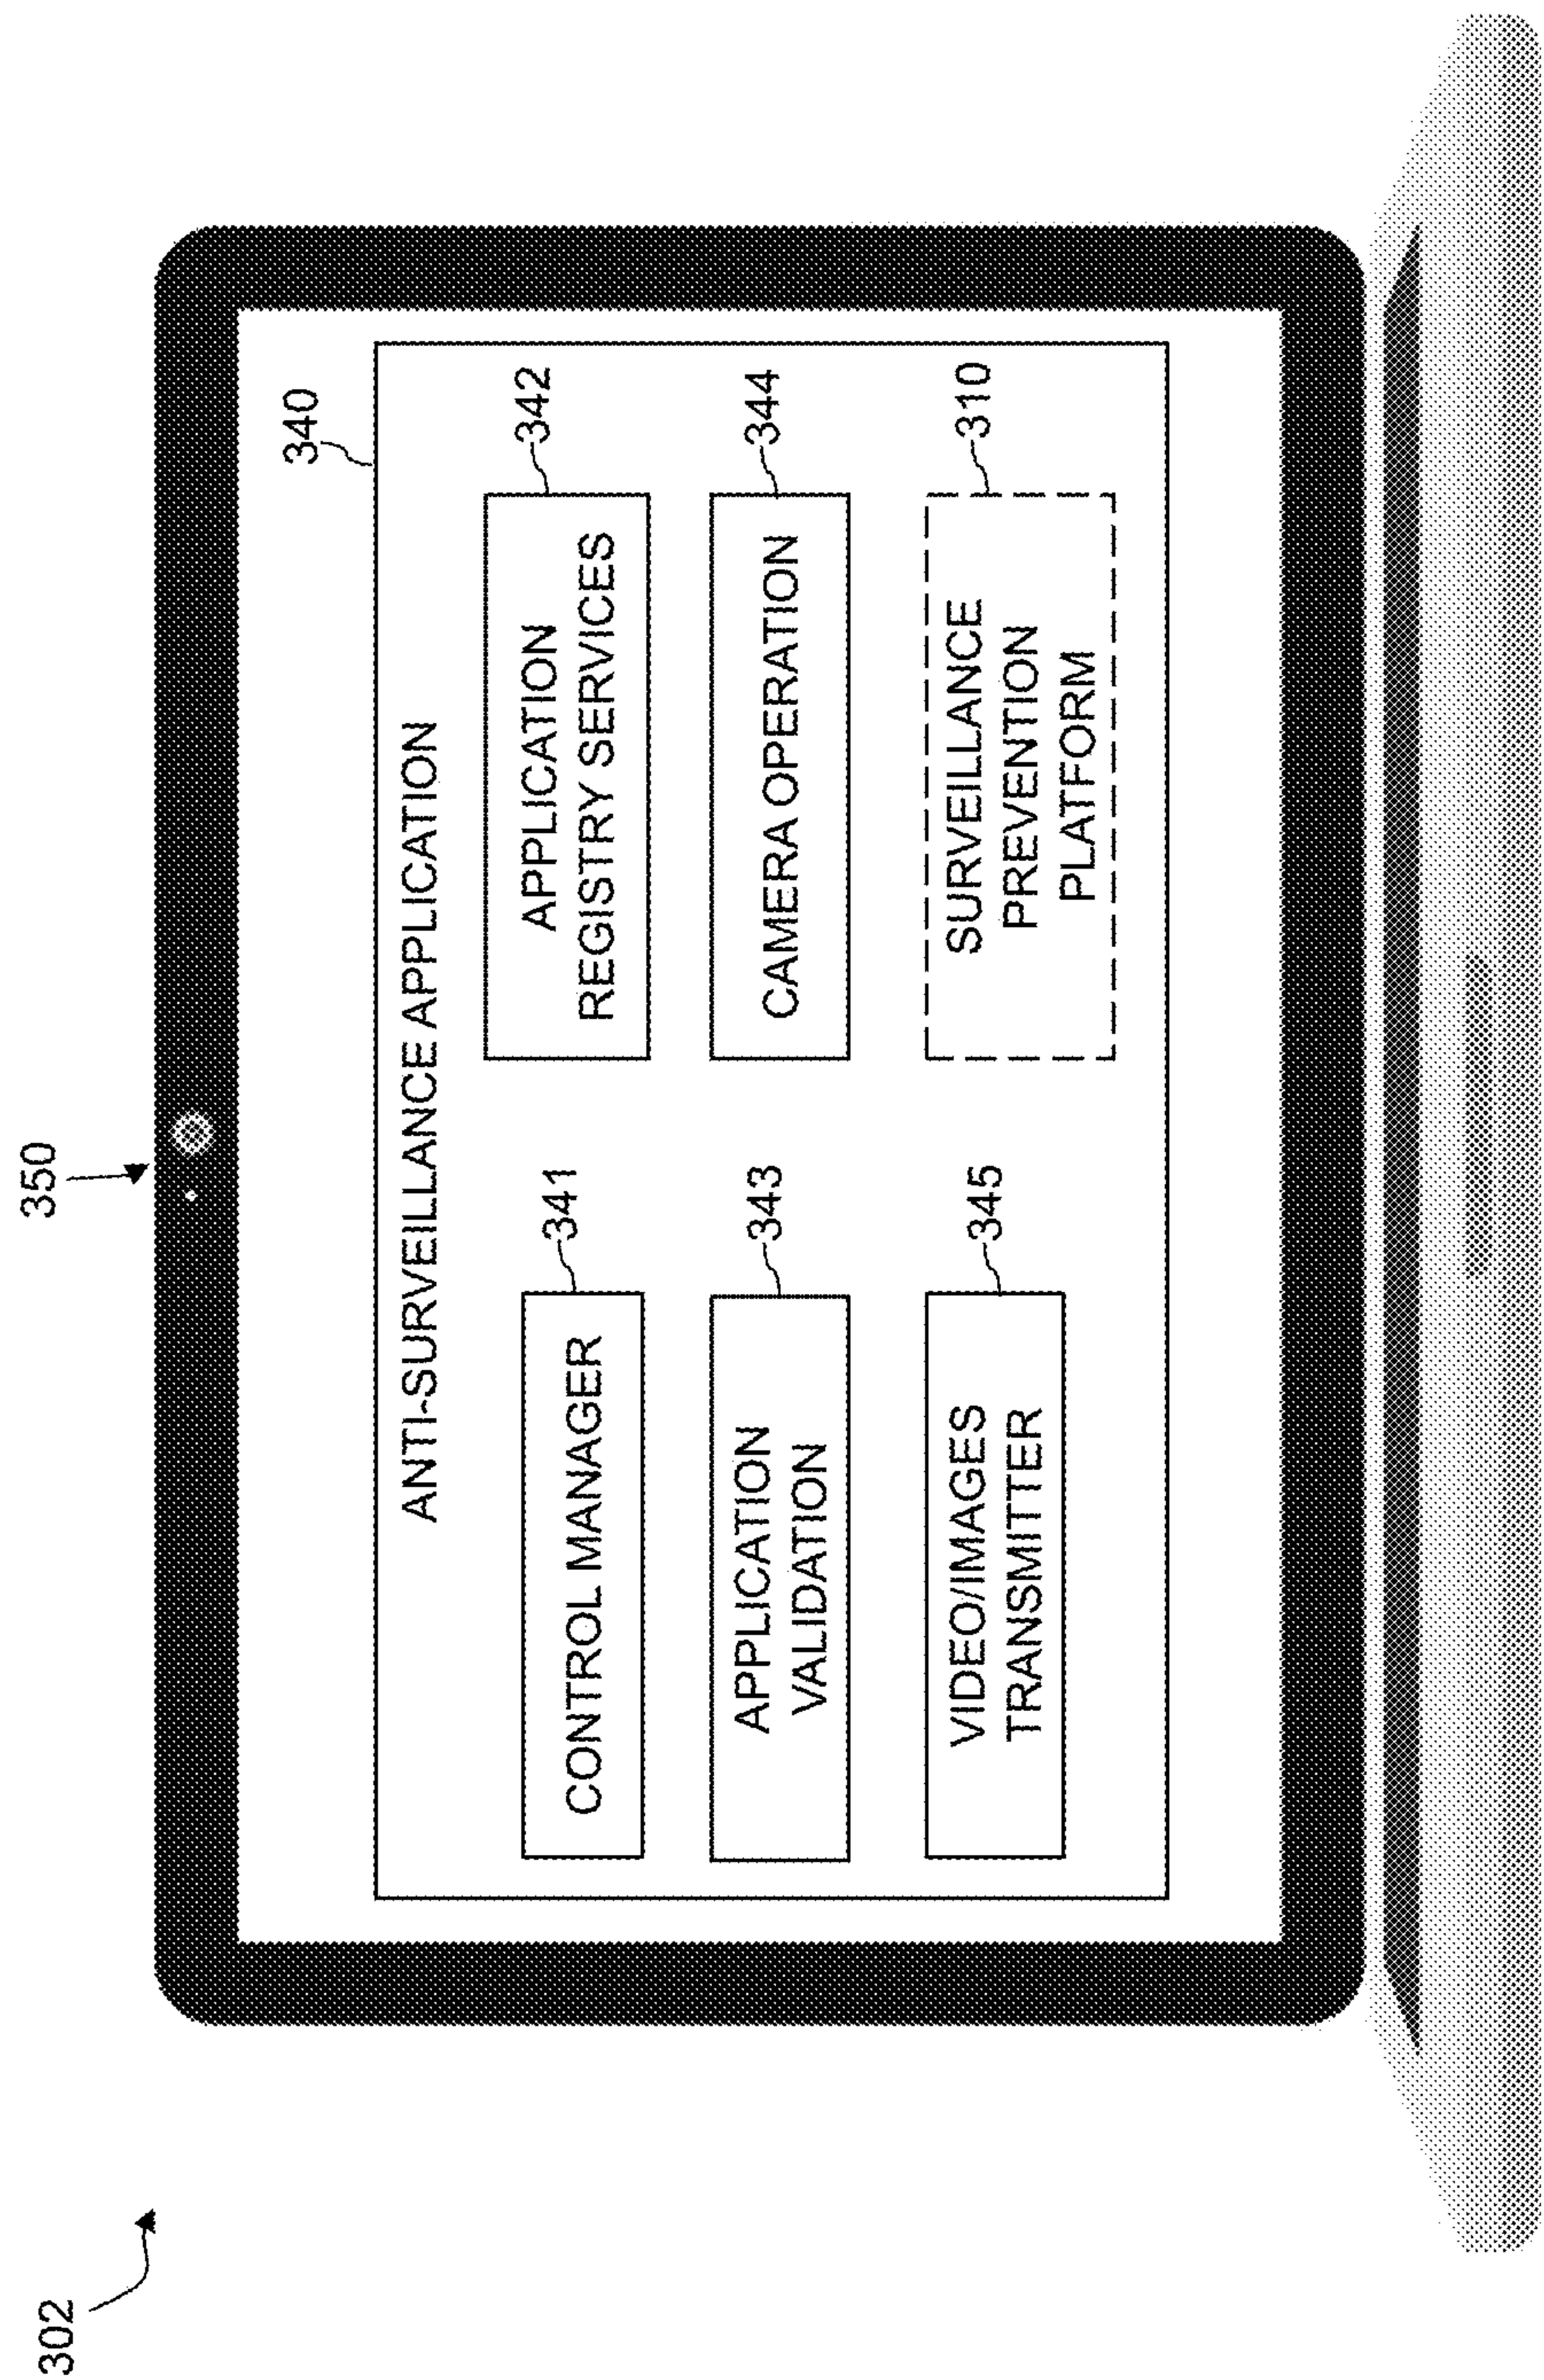 302
350
340
ANTI-SURVEILLANCE APPLICATION
CONTROL MANAGER
341
APPLICATION
REGISTRY SERVICES
342
APPLICATION
VALIDATION
343
CAMERA OPERATION
344
VIDEO/IMAGES
TRANSMITTER
345
SURVEILLANCE
PREVENTION
PLATFORM
310